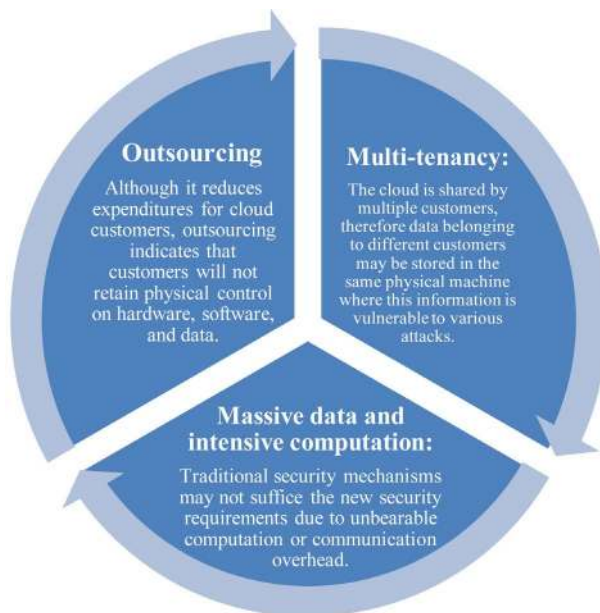 Outsourcing
Although it reduces
expenditures for cloud
customers, outsourcing
indicates that
customers will not
retain physical control
on hardware, software,
and data.
Multi-tenancy:
The cloud is shared by
multiple customers,
therefore data belonging
to different customers
may be stored in the
same physical machine
where this information is
vulnerable to various
attacks.
Massive data and
intensive computation:
Traditional security mechanisms
may not suffice the new security
requirements due to unbearable
computation or communication
overhead.